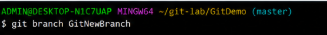 ADMIN@DESKTOP-N1C7UAP MINGW64 ~/git-lab/GitDemo (master)
$ git branch GitNewBranch